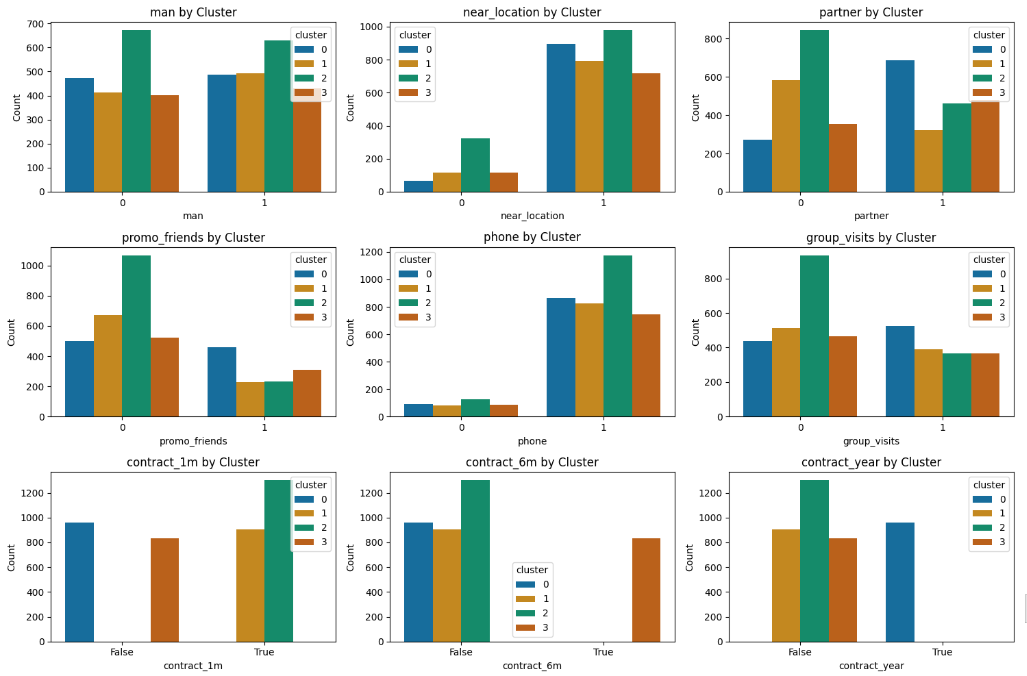 man by Cluster
700
600
500
400
300
200
100
0
Count
0
1
man
cluster
0
1
2
3
near_location by Cluster
1000
800
600
400
200
0
Count
0
1
near_location
cluster
0
1
2
3
partner by Cluster
800
600
400
200
0
Count
0
1
partner
cluster
0
1
2
3
promo_friends by Cluster
1000
800
600
400
200
0
Count
0
1
promo_friends
cluster
0
1
2
3
phone by Cluster
1200
1000
800
600
400
200
0
Count
0
1
phone
cluster
0
1
2
3
group_visits by Cluster
800
600
400
200
0
Count
0
1
group_visits
cluster
0
1
2
3
contract_1m by Cluster
1200
1000
800
600
400
200
0
Count
False
True
contract_1m
cluster
0
1
2
3
contract_6m by Cluster
1200
1000
800
600
400
200
0
Count
False
True
contract_6m
cluster
0
1
2
3
contract_year by Cluster
1200
1000
800
600
400
200
0
Count
False
True
contract_year
cluster
0
1
2
3